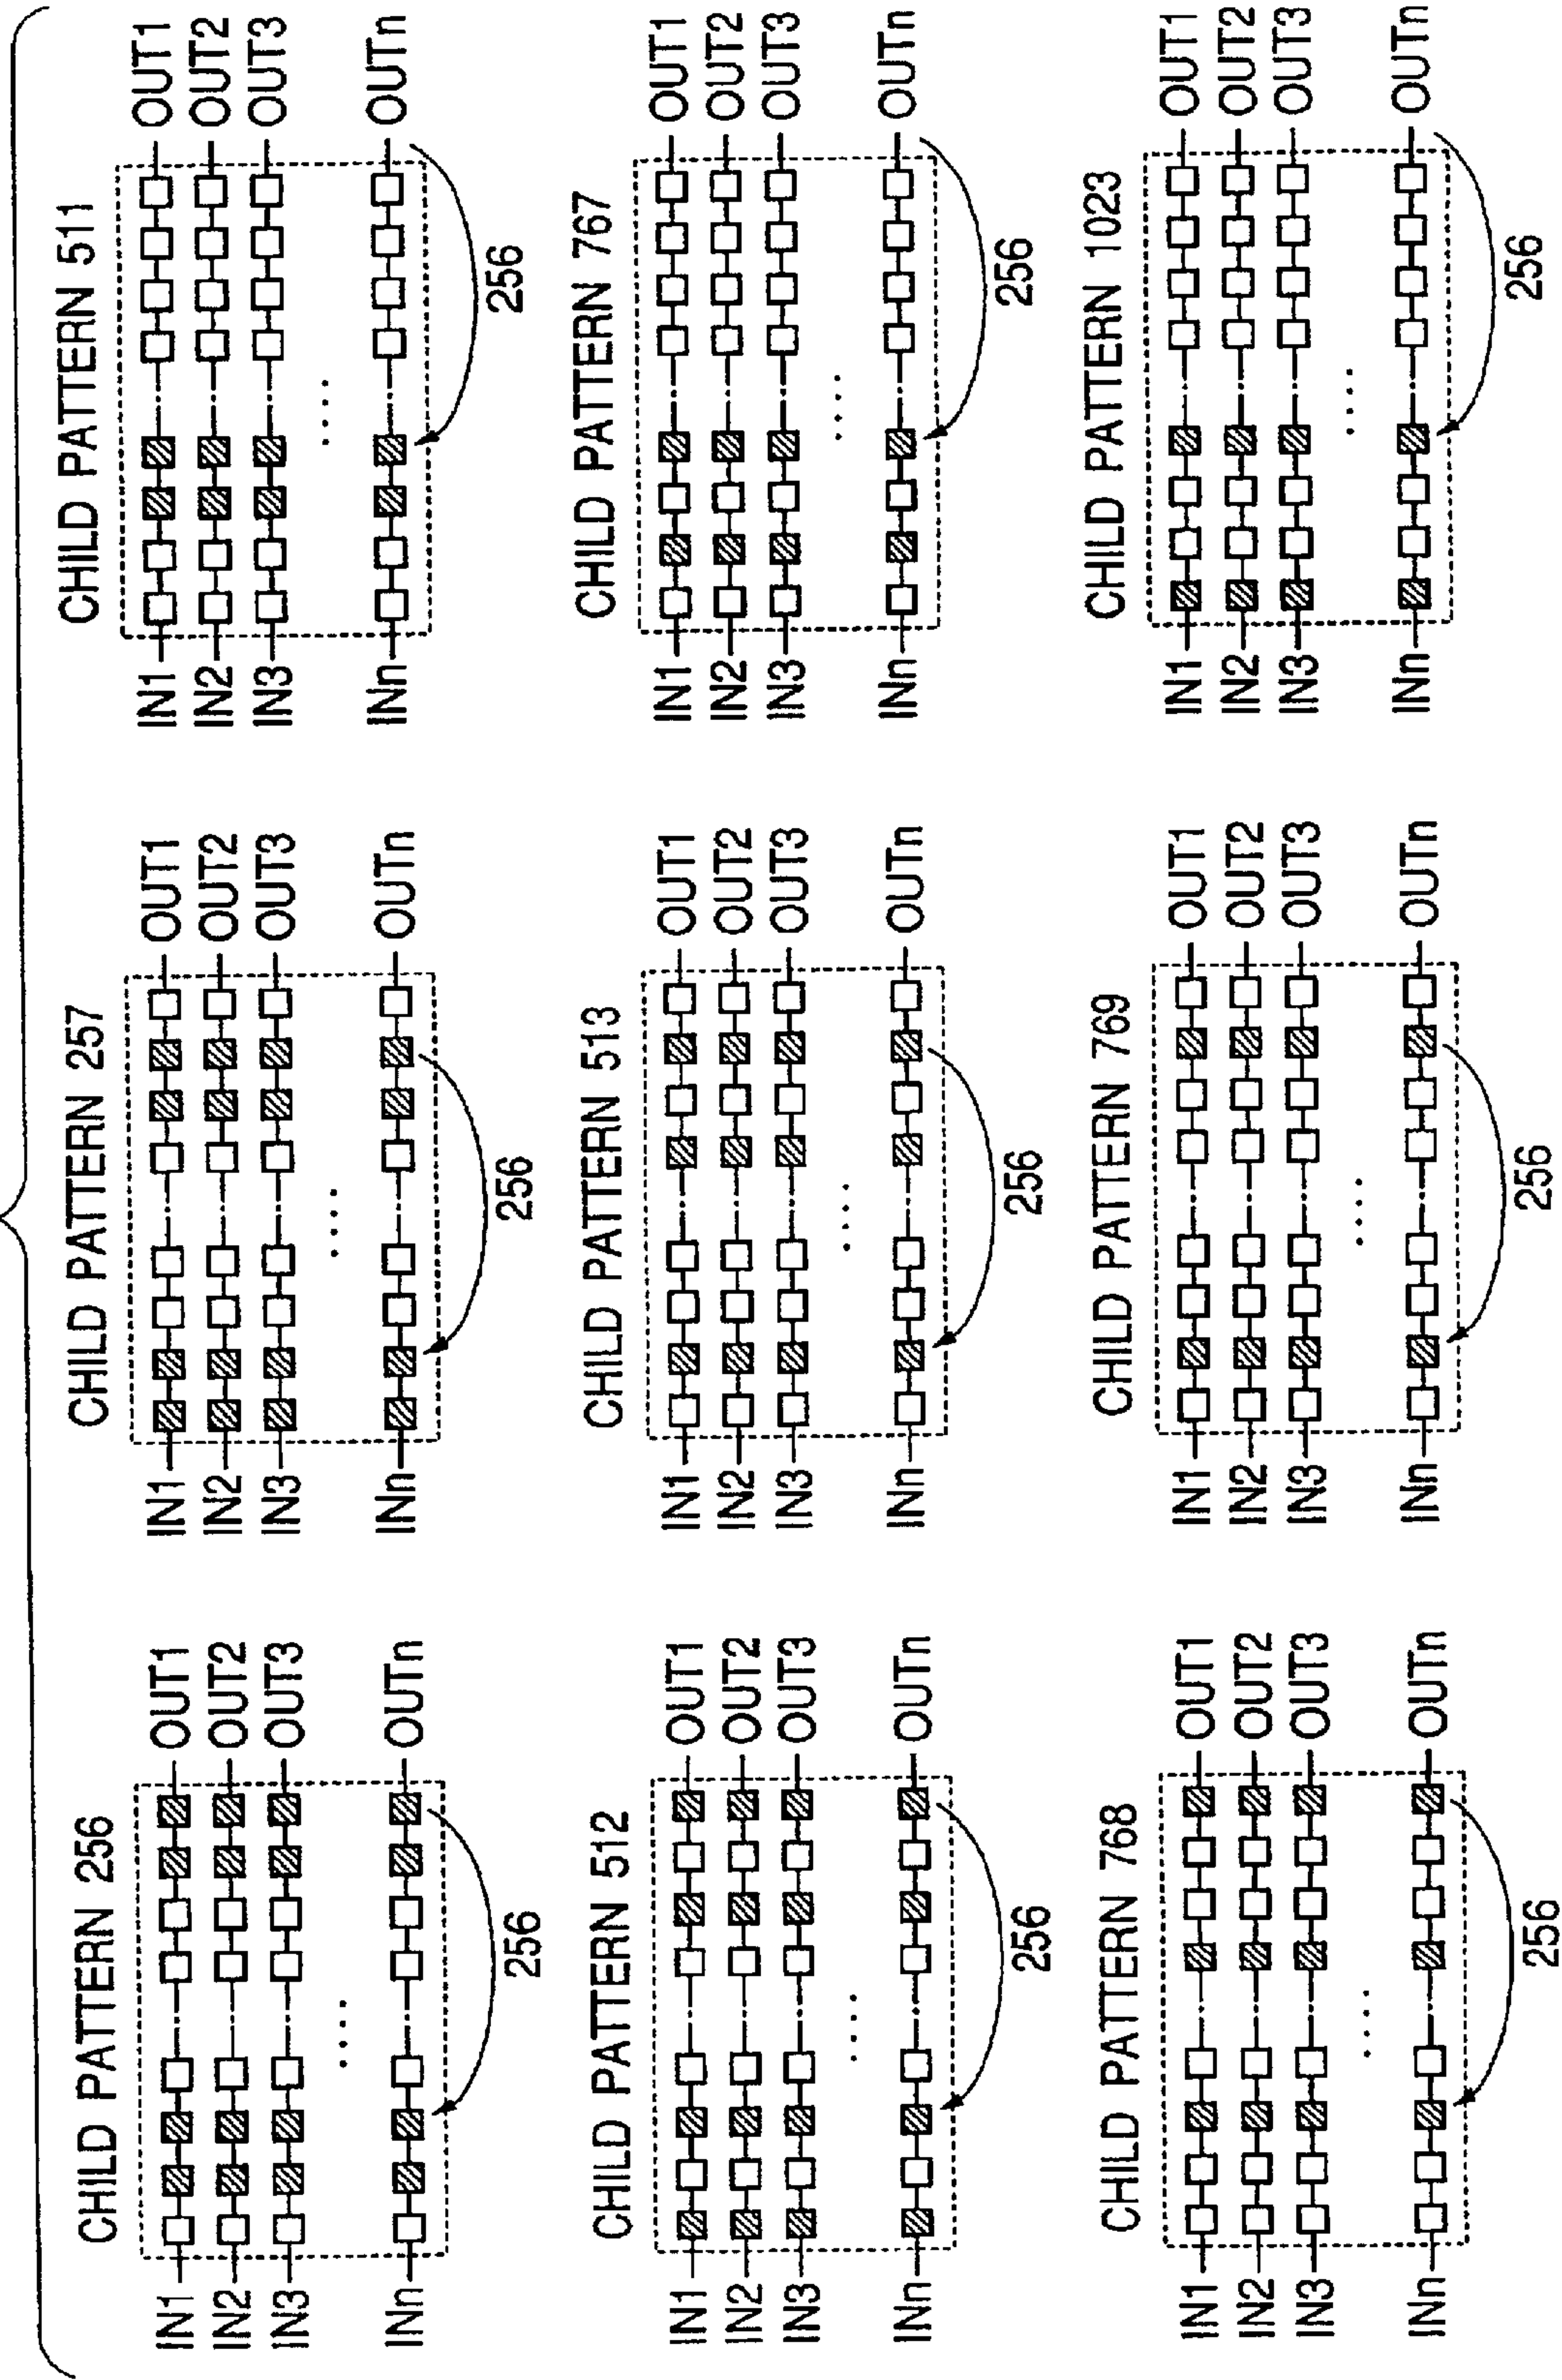 CHILD PATTERN 256
IN1 OUT1
IN2 OUT2
IN3 OUT3
....
INn OUTn
256
CHILD PATTERN 257
IN1 OUT1
IN2 OUT2
IN3 OUT3
....
INn OUTn
256
CHILD PATTERN 511
IN1 OUT1
IN2 OUT2
IN3 OUT3
....
INn OUTn
256
CHILD PATTERN 512
IN1 OUT1
IN2 OUT2
IN3 OUT3
....
INn OUTn
256
CHILD PATTERN 513
IN1 OUT1
IN2 OUT2
IN3 OUT3
....
INn OUTn
256
CHILD PATTERN 767
IN1 OUT1
IN2 OUT2
IN3 OUT3
....
INn OUTn
256
CHILD PATTERN 768
IN1 OUT1
IN2 OUT2
IN3 OUT3
....
INn OUTn
256
CHILD PATTERN 769
IN1 OUT1
IN2 OUT2
IN3 OUT3
....
INn OUTn
256
CHILD PATTERN 1023
IN1 OUT1
IN2 OUT2
IN3 OUT3
....
INn OUTn
256